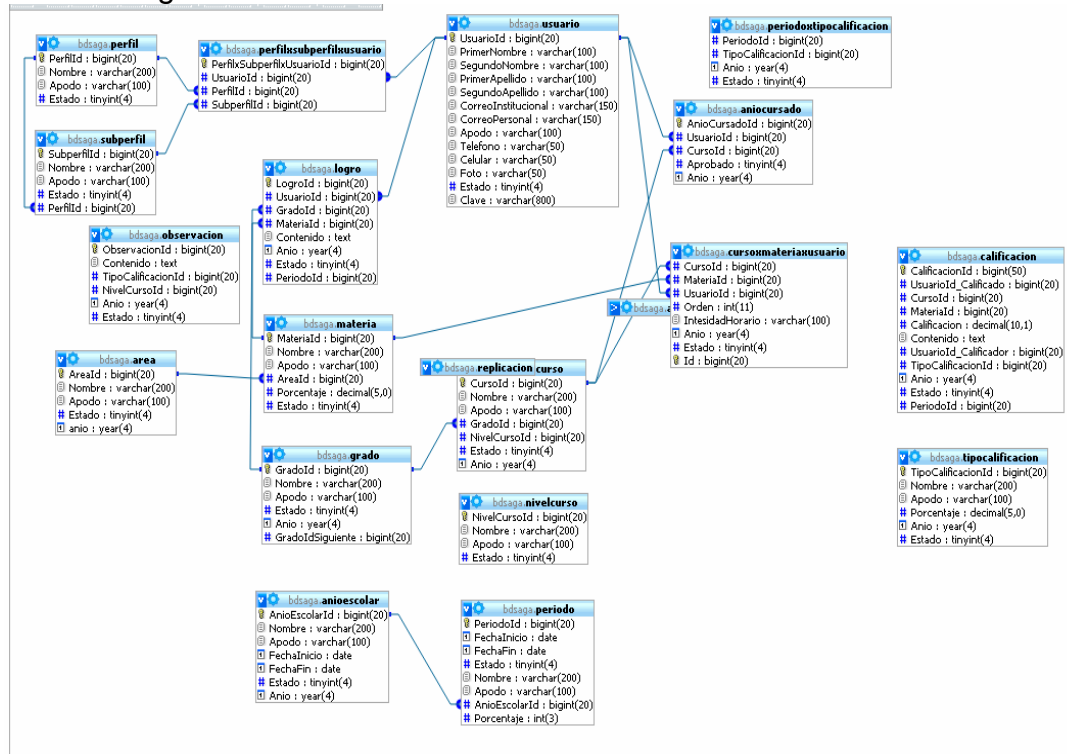 bdsaga.perfil
PerfilId : bigint(20)
Nombre : varchar(200)
Apodo : varchar(100)
Estado : tinyint(4)
bdsaga.subperfil
SubperfilId : bigint(20)
Nombre : varchar(200)
Apodo : varchar(100)
Estado : tinyint(4)
PerfilId : bigint(20)
bdsaga.perfilxsubperfilxusuario
PerfilxSubperfilxUsuarioId : bigint(20)
UsuarioId : bigint(20)
PerfilId : bigint(20)
SubperfilId : bigint(20)
bdsaga.usuario
UsuarioId : bigint(20)
PrimerNombre : varchar(100)
SegundoNombre : varchar(100)
PrimerApellido : varchar(100)
SegundoApellido : varchar(100)
CorreoInstitucional : varchar(150)
CorreoPersonal : varchar(150)
Apodo : varchar(100)
Telefono : varchar(50)
Celular : varchar(50)
Foto : varchar(50)
Estado : tinyint(4)
Clave : varchar(800)
bdsaga.periodoxtipocalificacion
PeriodoId : bigint(20)
TipoCalificacionId : bigint(20)
Anio : year(4)
Estado : tinyint(4)
bdsaga.aniocursado
AnioCursadoId : bigint(20)
UsuarioId : bigint(20)
CursoId : bigint(20)
Aprobado : tinyint(4)
Anio : year(4)
bdsaga.logro
LogroId : bigint(20)
UsuarioId : bigint(20)
GradoId : bigint(20)
MateriaId : bigint(20)
Contenido : text
Anio : year(4)
Estado : tinyint(4)
PeriodoId : bigint(20)
bdsaga.observacion
ObservacionId : bigint(20)
Contenido : text
TipoCalificacionId : bigint(20)
NivelCursoId : bigint(20)
Anio : year(4)
Estado : tinyint(4)
bdsaga.cursoxmateriaxusuario
CursoId : bigint(20)
MateriaId : bigint(20)
UsuarioId : bigint(20)
Orden : int(11)
IntesidadHorario : varchar(100)
Anio : year(4)
Estado : tinyint(4)
Id : bigint(20)
bdsaga.a
bdsaga.calificacion
CalificacionId : bigint(50)
UsuarioId_Calificado : bigint(20)
CursoId : bigint(20)
MateriaId : bigint(20)
Calificacion : decimal(10,1)
Contenido : text
UsuarioId_Calificador : bigint(20)
TipoCalificacionId : bigint(20)
Anio : year(4)
Estado : tinyint(4)
PeriodoId : bigint(20)
bdsaga.materia
MateriaId : bigint(20)
Nombre : varchar(200)
Apodo : varchar(100)
AreaId : bigint(20)
Porcentaje : decimal(5,0)
Estado : tinyint(4)
bdsaga.area
AreaId : bigint(20)
Nombre : varchar(200)
Apodo : varchar(100)
Estado : tinyint(4)
anio : year(4)
bdsaga.replicacion
curso
CursoId : bigint(20)
Nombre : varchar(200)
Apodo : varchar(100)
GradoId : bigint(20)
NivelCursoId : bigint(20)
Estado : tinyint(4)
Anio : year(4)
bdsaga.grado
GradoId : bigint(20)
Nombre : varchar(200)
Apodo : varchar(100)
Estado : tinyint(4)
Anio : year(4)
GradoIdSiguiente : bigint(20)
bdsaga.tipocalificacion
TipoCalificacionId : bigint(20)
Nombre : varchar(200)
Apodo : varchar(100)
Porcentaje : decimal(5,0)
Anio : year(4)
Estado : tinyint(4)
bdsaga.nivelcurso
NivelCursoId : bigint(20)
Nombre : varchar(200)
Apodo : varchar(100)
Estado : tinyint(4)
bdsaga.anioescolar
AnioEscolarId : bigint(20)
Nombre : varchar(200)
Apodo : varchar(100)
FechaInicio : date
FechaFin : date
Estado : tinyint(4)
Anio : year(4)
bdsaga.periodo
PeriodoId : bigint(20)
FechaInicio : date
FechaFin : date
Estado : tinyint(4)
Nombre : varchar(200)
Apodo : varchar(100)
AnioEscolarId : bigint(20)
Porcentaje : int(3)